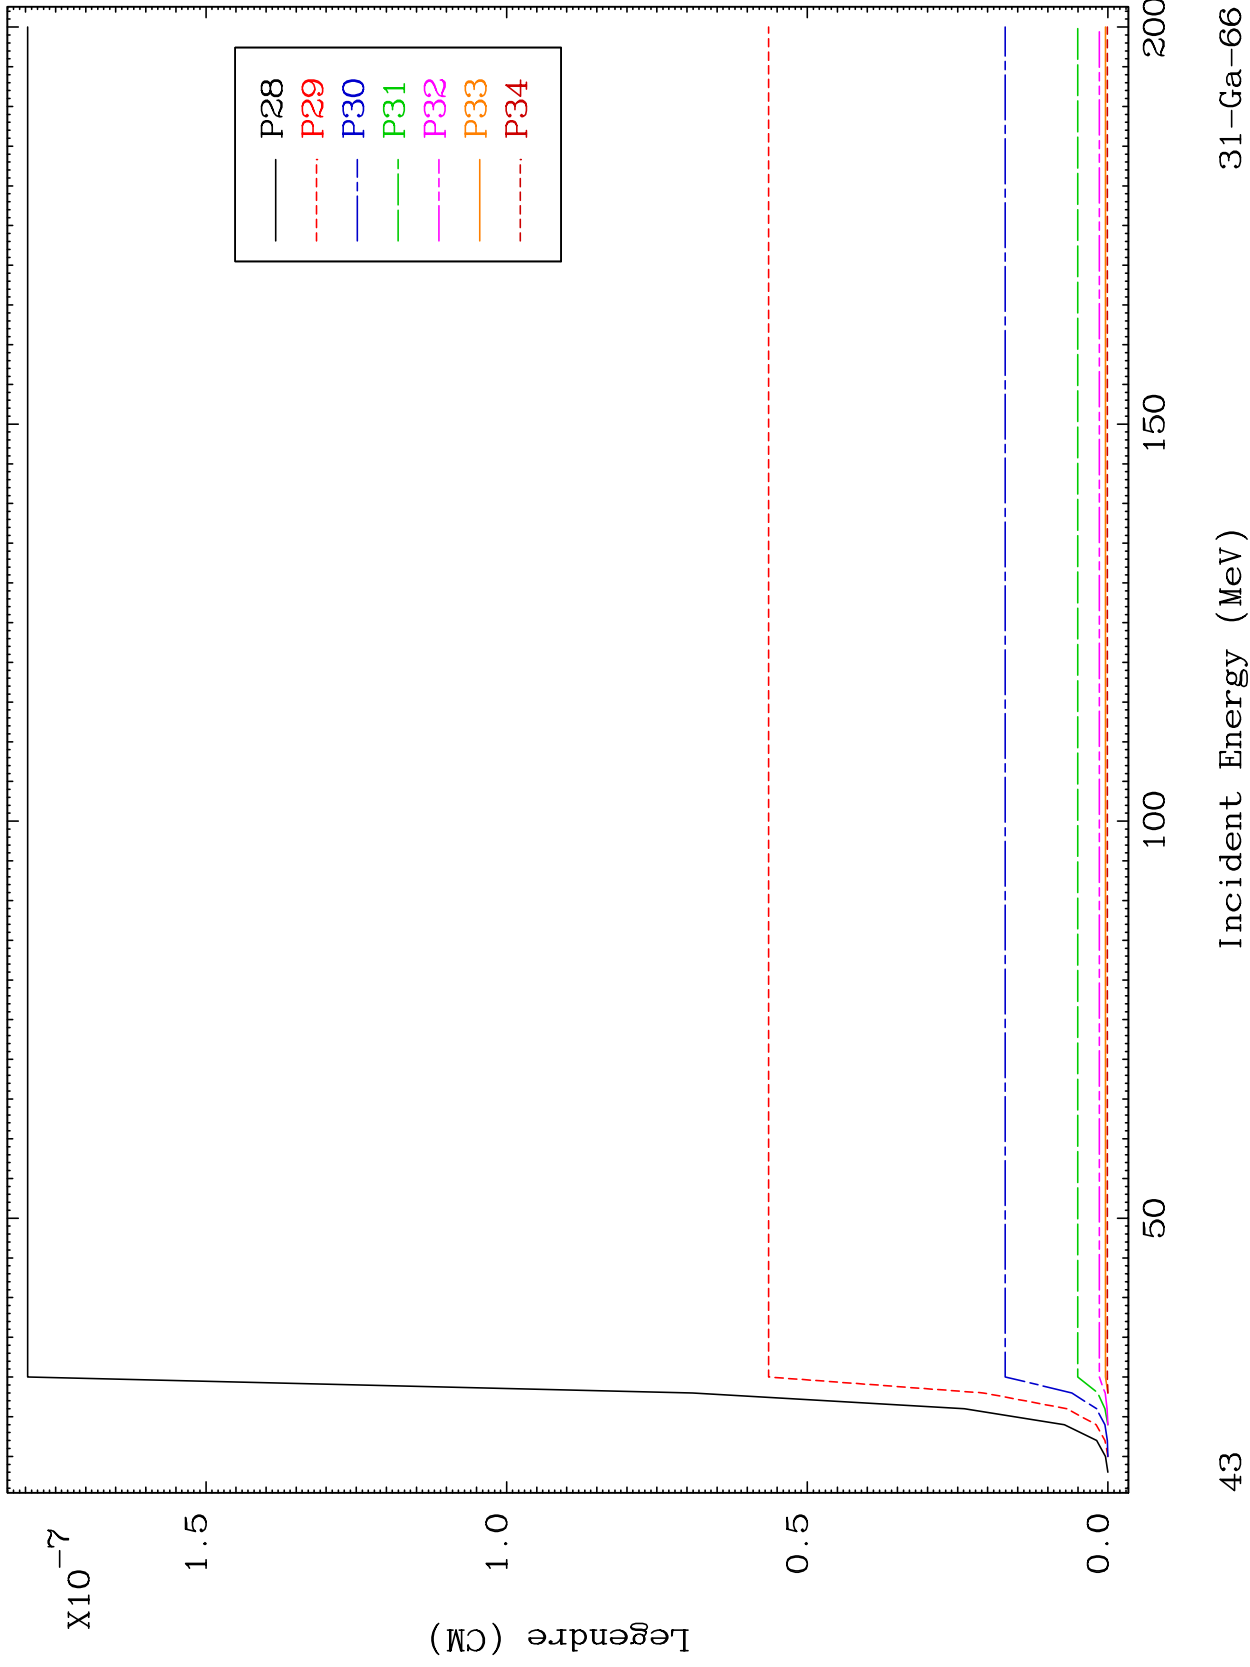 X10-7
1.5
1.0
0.5
0.0
Legendre (CM)
P28
P29
P30
P31
P32
P33
P34
50
100
150
200
Incident Energy (MeV)
43
31-Ga-66